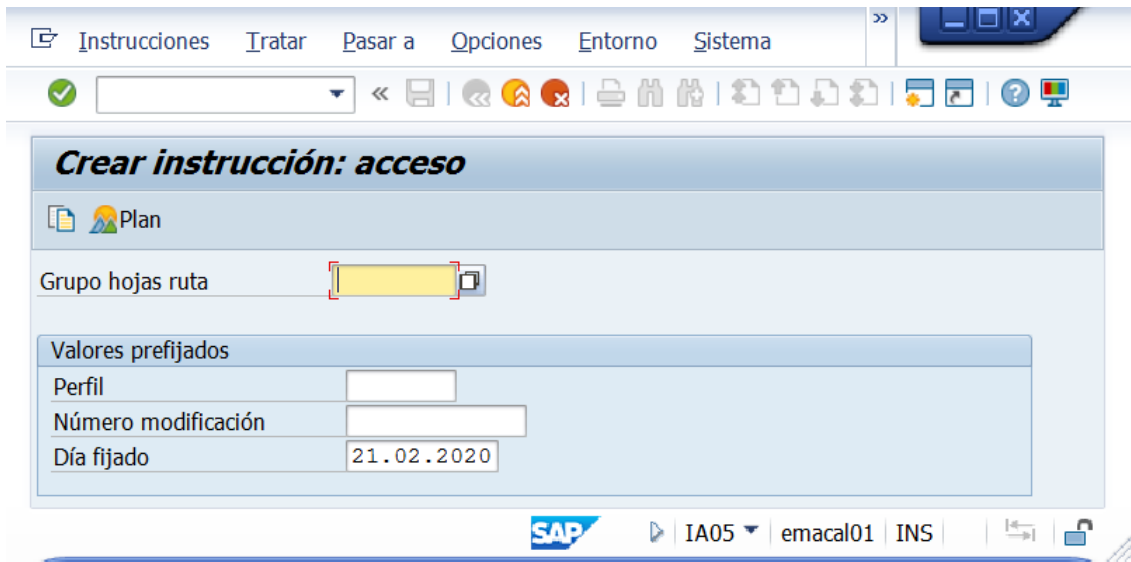 Instrucciones Tratar Pasar a Opciones Entorno Sistema »
«
Crear instrucción: acceso
Plan
Grupo hojas ruta
Valores prefijados
Perfil
Número modificación
Día fijado 21.02.2020
SAP IA05 emacal01 INS